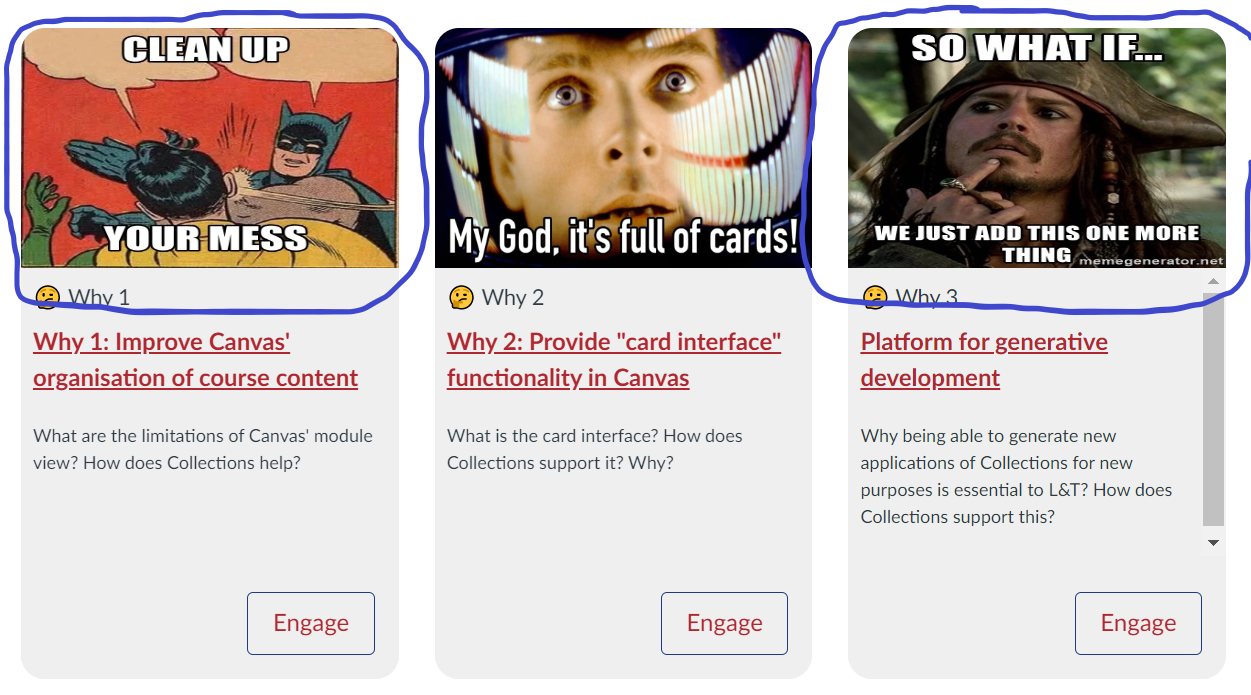 CLEAN UP
YOUR MESS
Why 1
Why 1: Improve Canvas'
organisation of course content
What are the limitations of Canvas' module
view? How does Collections help?
Engage
My God, it's full of cards!
Why 2
Why 2: Provide "card interface"
functionality in Canvas
What is the card interface? How does
Collections support it? Why?
Engage
SO WHAT IF...
WE JUST ADD THIS ONE MORE
THING
memegenerator.net
Why 3
Platform for generative
development
Why being able to generate new
applications of Collections for new
purposes is essential to L&T? How does
Collections support this?
Engage